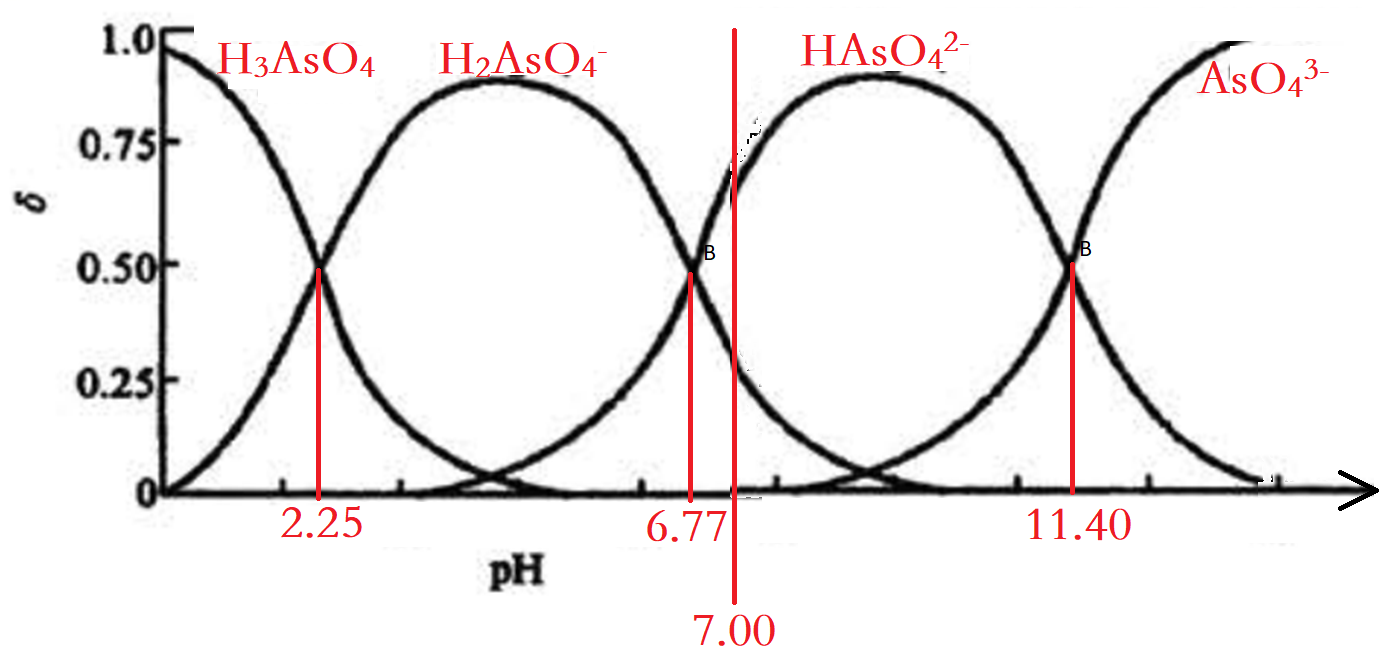 1.0
H₃AsO₄
H₂AsO₄⁻
HAsO₄²⁻
AsO₄³⁻
0.75
δ
B
B
0.50
0.25
0
2.25
6.77
11.40
pH
7.00